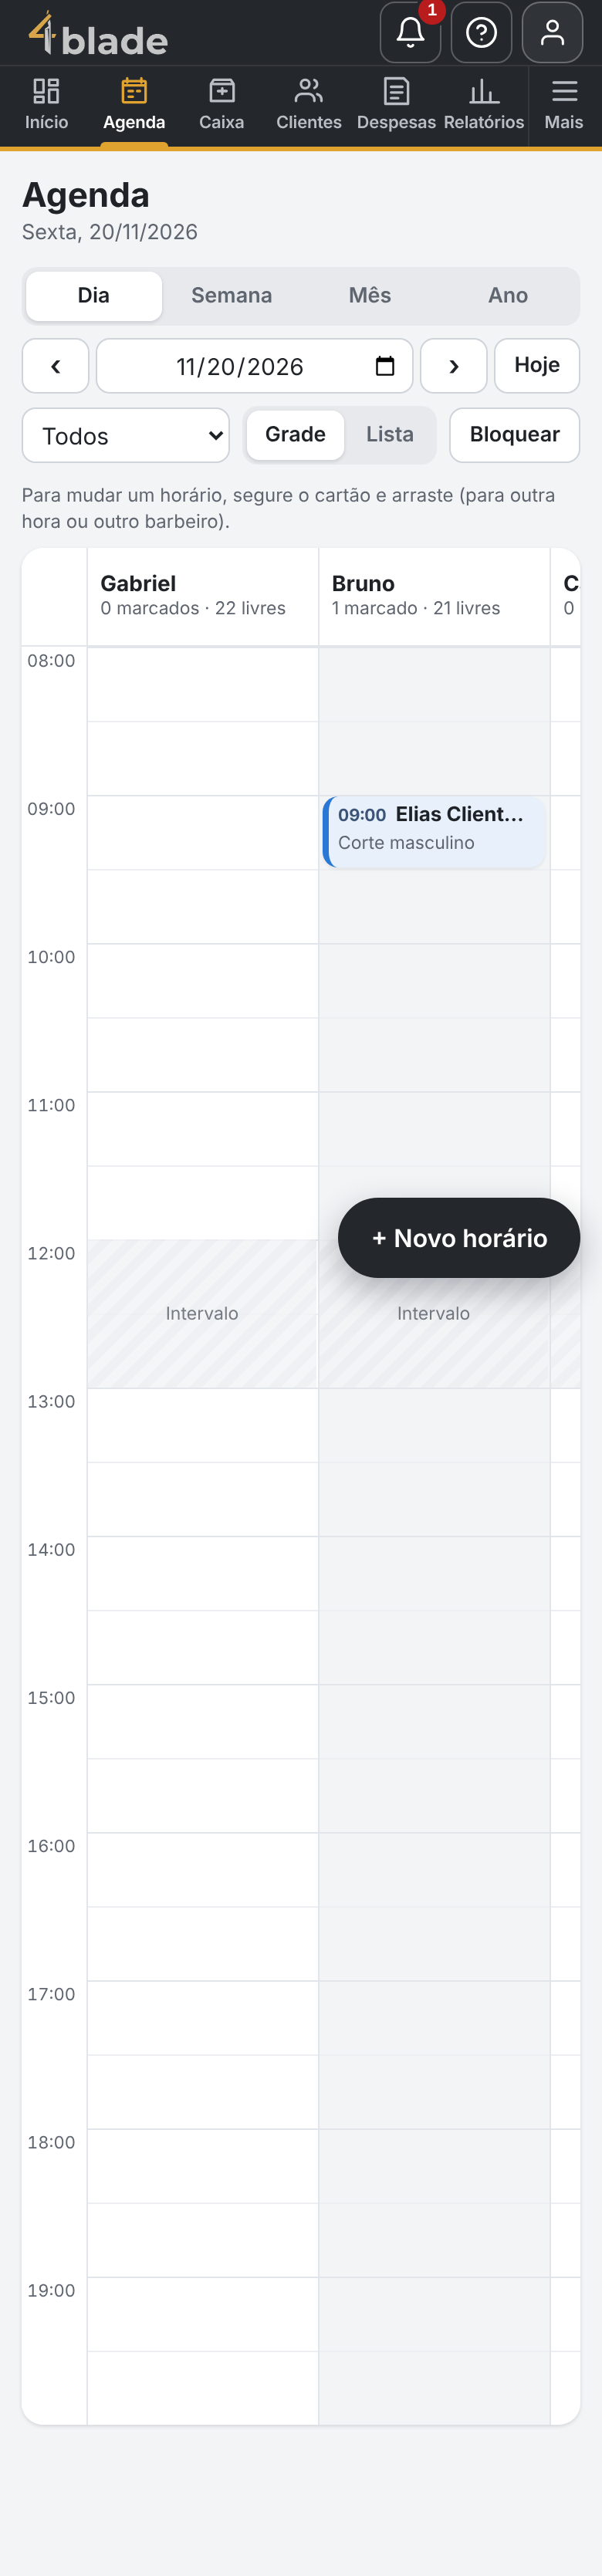 4blade
1
Início
Agenda
Caixa
Clientes
Despesas
Relatórios
Mais
Agenda
Sexta, 20/11/2026
Dia
Semana
Mês
Ano
‹
11/20/2026
›
Hoje
Todos
Grade
Lista
Bloquear
Para mudar um horário, segure o cartão e arraste (para outra
hora ou outro barbeiro).
Gabriel
0 marcados · 22 livres
Bruno
1 marcado · 21 livres
C
0
08:00
09:00
09:00 Elias Client...
Corte masculino
10:00
11:00
+ Novo horário
12:00
Intervalo
Intervalo
13:00
14:00
15:00
16:00
17:00
18:00
19:00